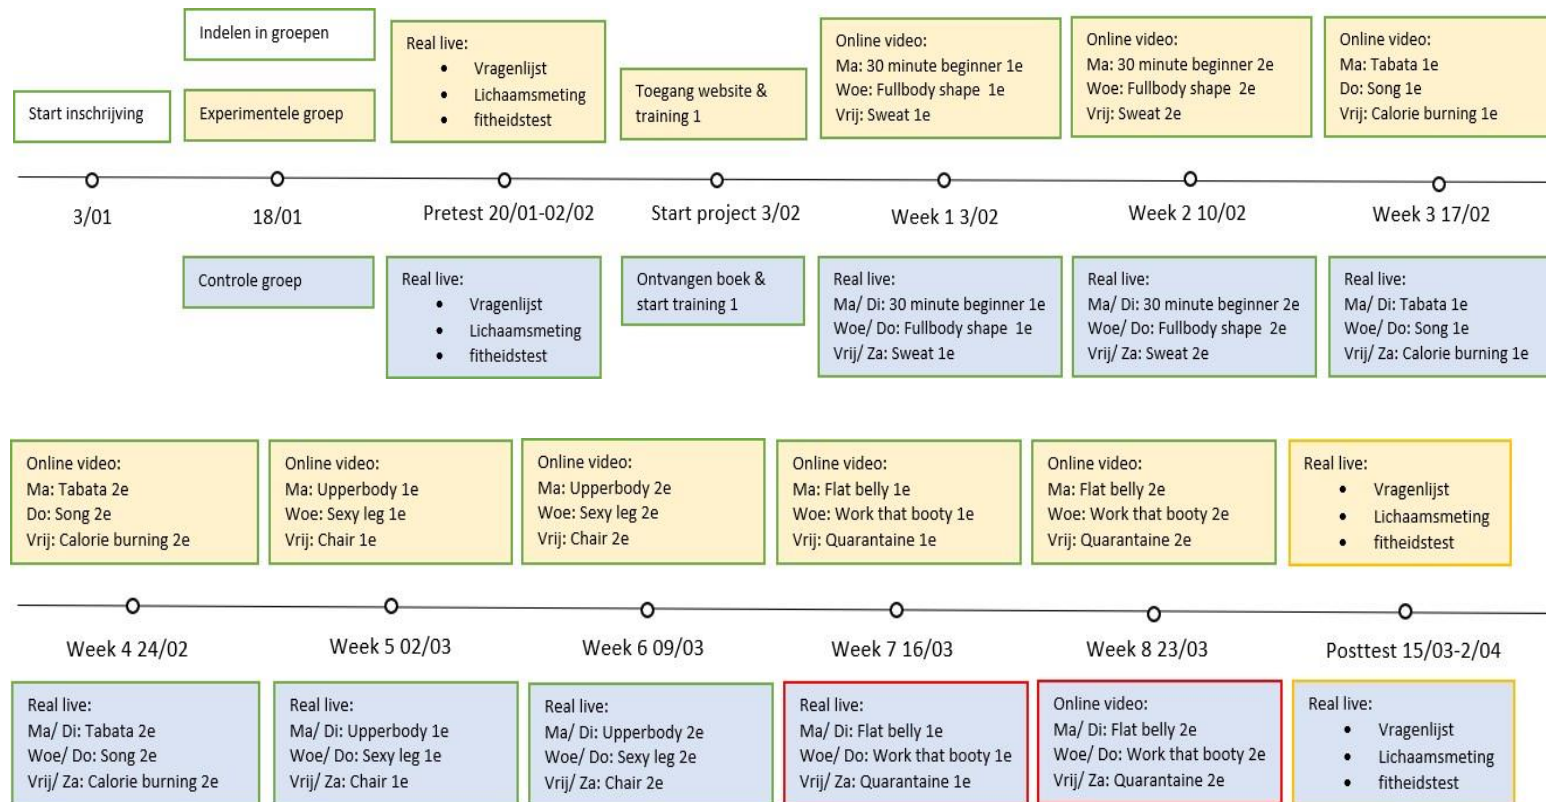 Start inschrijving
3/01
Indelen in groepen
Experimentele groep
18/01
Controle groep
Real live:
• Vragenlijst
• Lichaamsmeting
• fitheidstest
Pretest 20/01-02/02
Real live:
• Vragenlijst
• Lichaamsmeting
• fitheidstest
Toegang website &
training 1
Start project 3/02
Ontvangen boek &
start training 1
Online video:
Ma: 30 minute beginner 1e
Woe: Fullbody shape 1e
Vrij: Sweat 1e
Week 1 3/02
Real live:
Ma/ Di: 30 minute beginner 1e
Woe/ Do: Fullbody shape 1e
Vrij/ Za: Sweat 1e
Online video:
Ma: 30 minute beginner 2e
Woe: Fullbody shape 2e
Vrij: Sweat 2e
Week 2 10/02
Real live:
Ma/ Di: 30 minute beginner 2e
Woe/ Do: Fullbody shape 2e
Vrij/ Za: Sweat 2e
Online video:
Ma: Tabata 1e
Do: Song 1e
Vrij: Calorie burning 1e
Week 3 17/02
Real live:
Ma/ Di: Tabata 1e
Woe/ Do: Song 1e
Vrij/ Za: Calorie burning 1e
Online video:
Ma: Tabata 2e
Do: Song 2e
Vrij: Calorie burning 2e
Week 4 24/02
Real live:
Ma/ Di: Tabata 2e
Woe/ Do: Song 2e
Vrij/ Za: Calorie burning 2e
Online video:
Ma: Upperbody 1e
Woe: Sexy leg 1e
Vrij: Chair 1e
Week 5 02/03
Real live:
Ma/ Di: Upperbody 1e
Woe/ Do: Sexy leg 1e
Vrij/ Za: Chair 1e
Online video:
Ma: Upperbody 2e
Woe: Sexy leg 2e
Vrij: Chair 2e
Week 6 09/03
Real live:
Ma/ Di: Upperbody 2e
Woe/ Do: Sexy leg 2e
Vrij/ Za: Chair 2e
Online video:
Ma: Flat belly 1e
Woe: Work that booty 1e
Vrij: Quarantaine 1e
Week 7 16/03
Real live:
Ma/ Di: Flat belly 1e
Woe/ Do: Work that booty 1e
Vrij/ Za: Quarantaine 1e
Online video:
Ma: Flat belly 2e
Woe: Work that booty 2e
Vrij: Quarantaine 2e
Week 8 23/03
Online video:
Ma/ Di: Flat belly 2e
Woe/ Do: Work that booty 2e
Vrij/ Za: Quarantaine 2e
Real live:
• Vragenlijst
• Lichaamsmeting
• fitheidstest
Posttest 15/03-2/04
Real live:
• Vragenlijst
• Lichaamsmeting
• fitheidstest